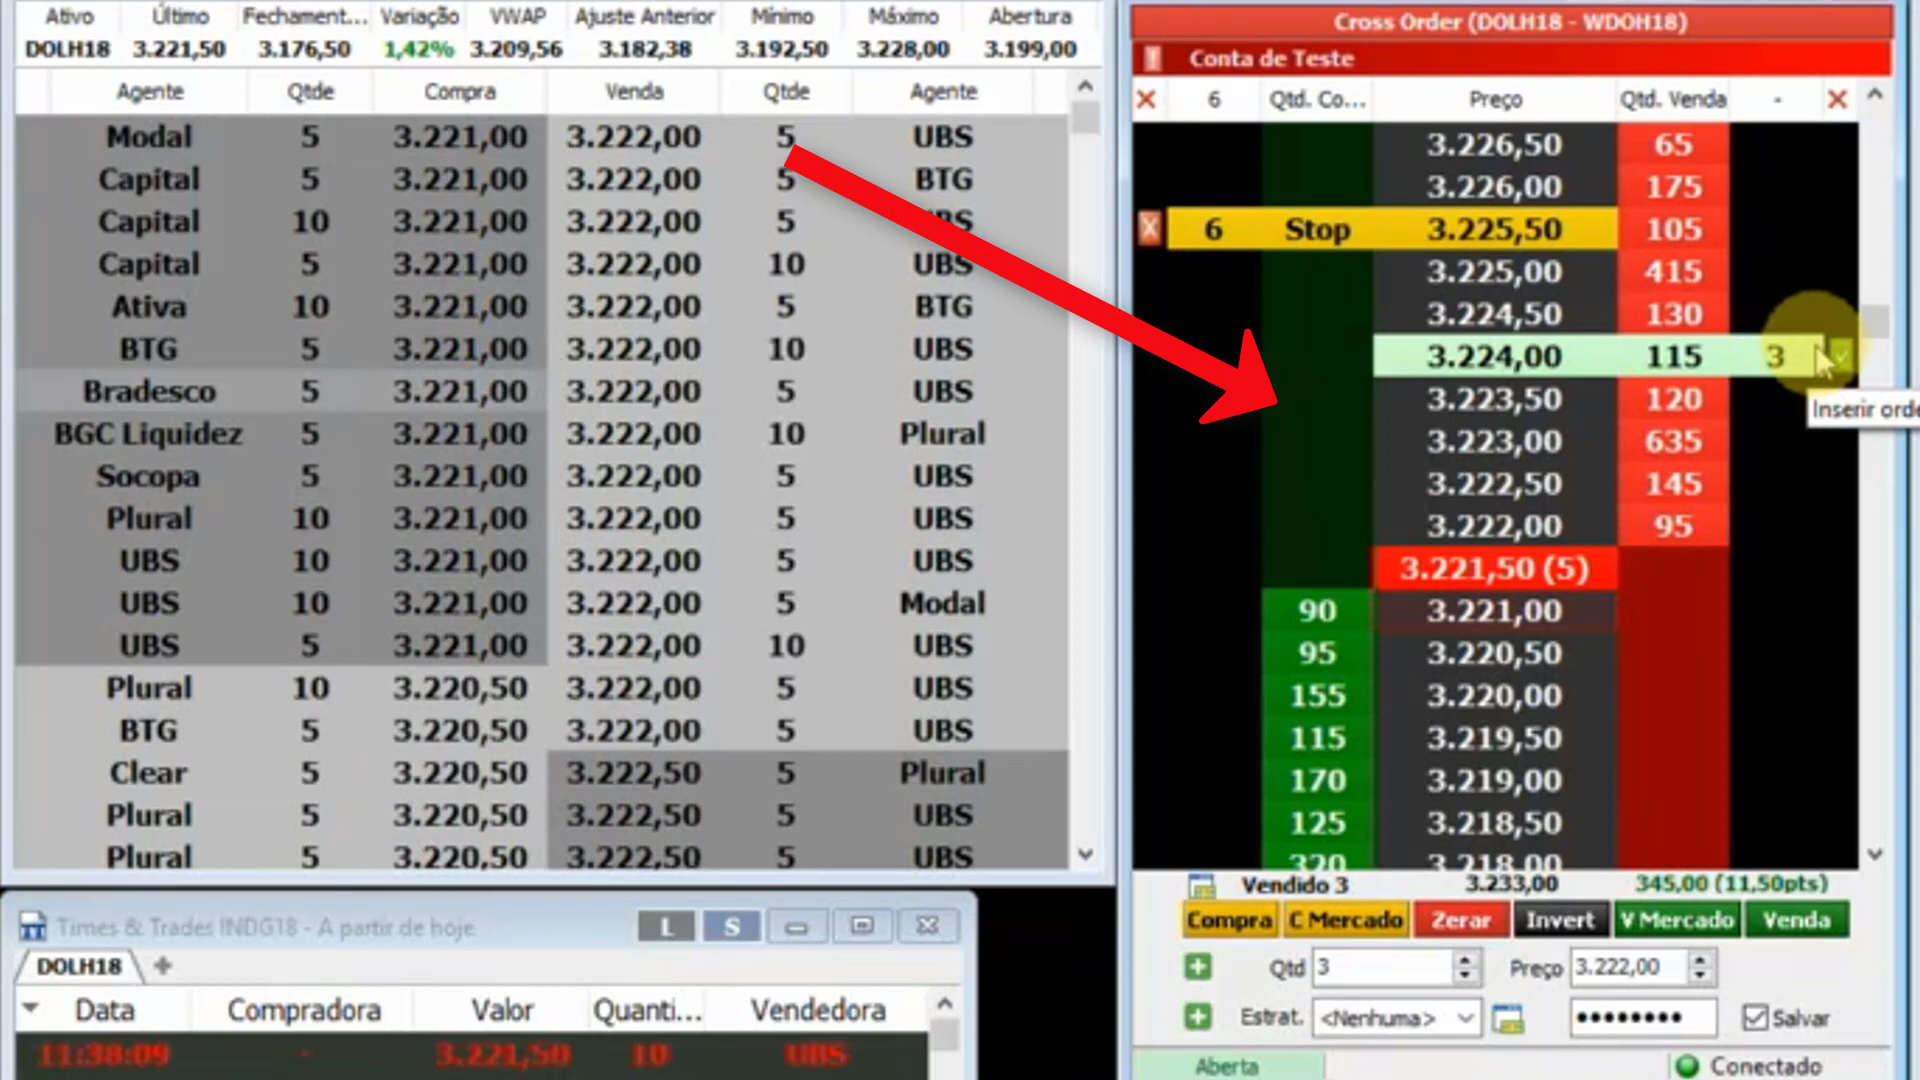 Ativo Último Fechament... Variação VWAP Ajuste Anterior Mínimo Máximo Abertura
DOLH18 3.221,50 3.176,50 1,42% 3.209,56 3.182,38 3.192,50 3.228,00 3.199,00
Agente Qtde Compra Venda Qtde Agente
Modal 5 3.221,00 3.222,00 5 UBS
Capital 5 3.221,00 3.222,00 5 BTG
Capital 10 3.221,00 3.222,00 5 UBS
Capital 5 3.221,00 3.222,00 10 UBS
Ativa 10 3.221,00 3.222,00 5 BTG
BTG 5 3.221,00 3.222,00 10 UBS
Bradesco 5 3.221,00 3.222,00 5 UBS
BGC Liquidez 5 3.221,00 3.222,00 10 Plural
Socopa 5 3.221,00 3.222,00 5 UBS
Plural 10 3.221,00 3.222,00 5 UBS
UBS 10 3.221,00 3.222,00 5 UBS
UBS 10 3.221,00 3.222,00 5 Modal
UBS 5 3.221,00 3.222,00 10 UBS
Plural 10 3.220,50 3.222,00 5 UBS
BTG 5 3.220,50 3.222,00 5 UBS
Clear 5 3.220,50 3.222,50 5 Plural
Plural 5 3.220,50 3.222,50 5 UBS
Plural 5 3.220,50 3.222,50 5 UBS
Times & Trades INDG18 - A partir de hoje L S
DOLH18 +
Data Compradora Valor Quanti... Vendedora
11:38:09 - 3.221,50 10 UBS
Cross Order (DOLH18 - WDOH18)
Conta de Teste
6 Qtd. Co... Preço Qtd. Venda -
3.226,50 65
3.226,00 175
6 Stop 3.225,50 105
3.225,00 415
3.224,50 130
3.224,00 115 3
3.223,50 120
Inserir orde
3.223,00 635
3.222,50 145
3.222,00 95
3.221,50 (5)
90 3.221,00
95 3.220,50
155 3.220,00
115 3.219,50
170 3.219,00
125 3.218,50
320 3.218,00
Vendido 3 3.233,00 345,00 (11,50pts)
Compra C Mercado Zerar Invert V Mercado Venda
Qtd 3 Preço 3.222,00
Estrat. <Nenhuma> •••••••• Salvar
Aberta Conectado